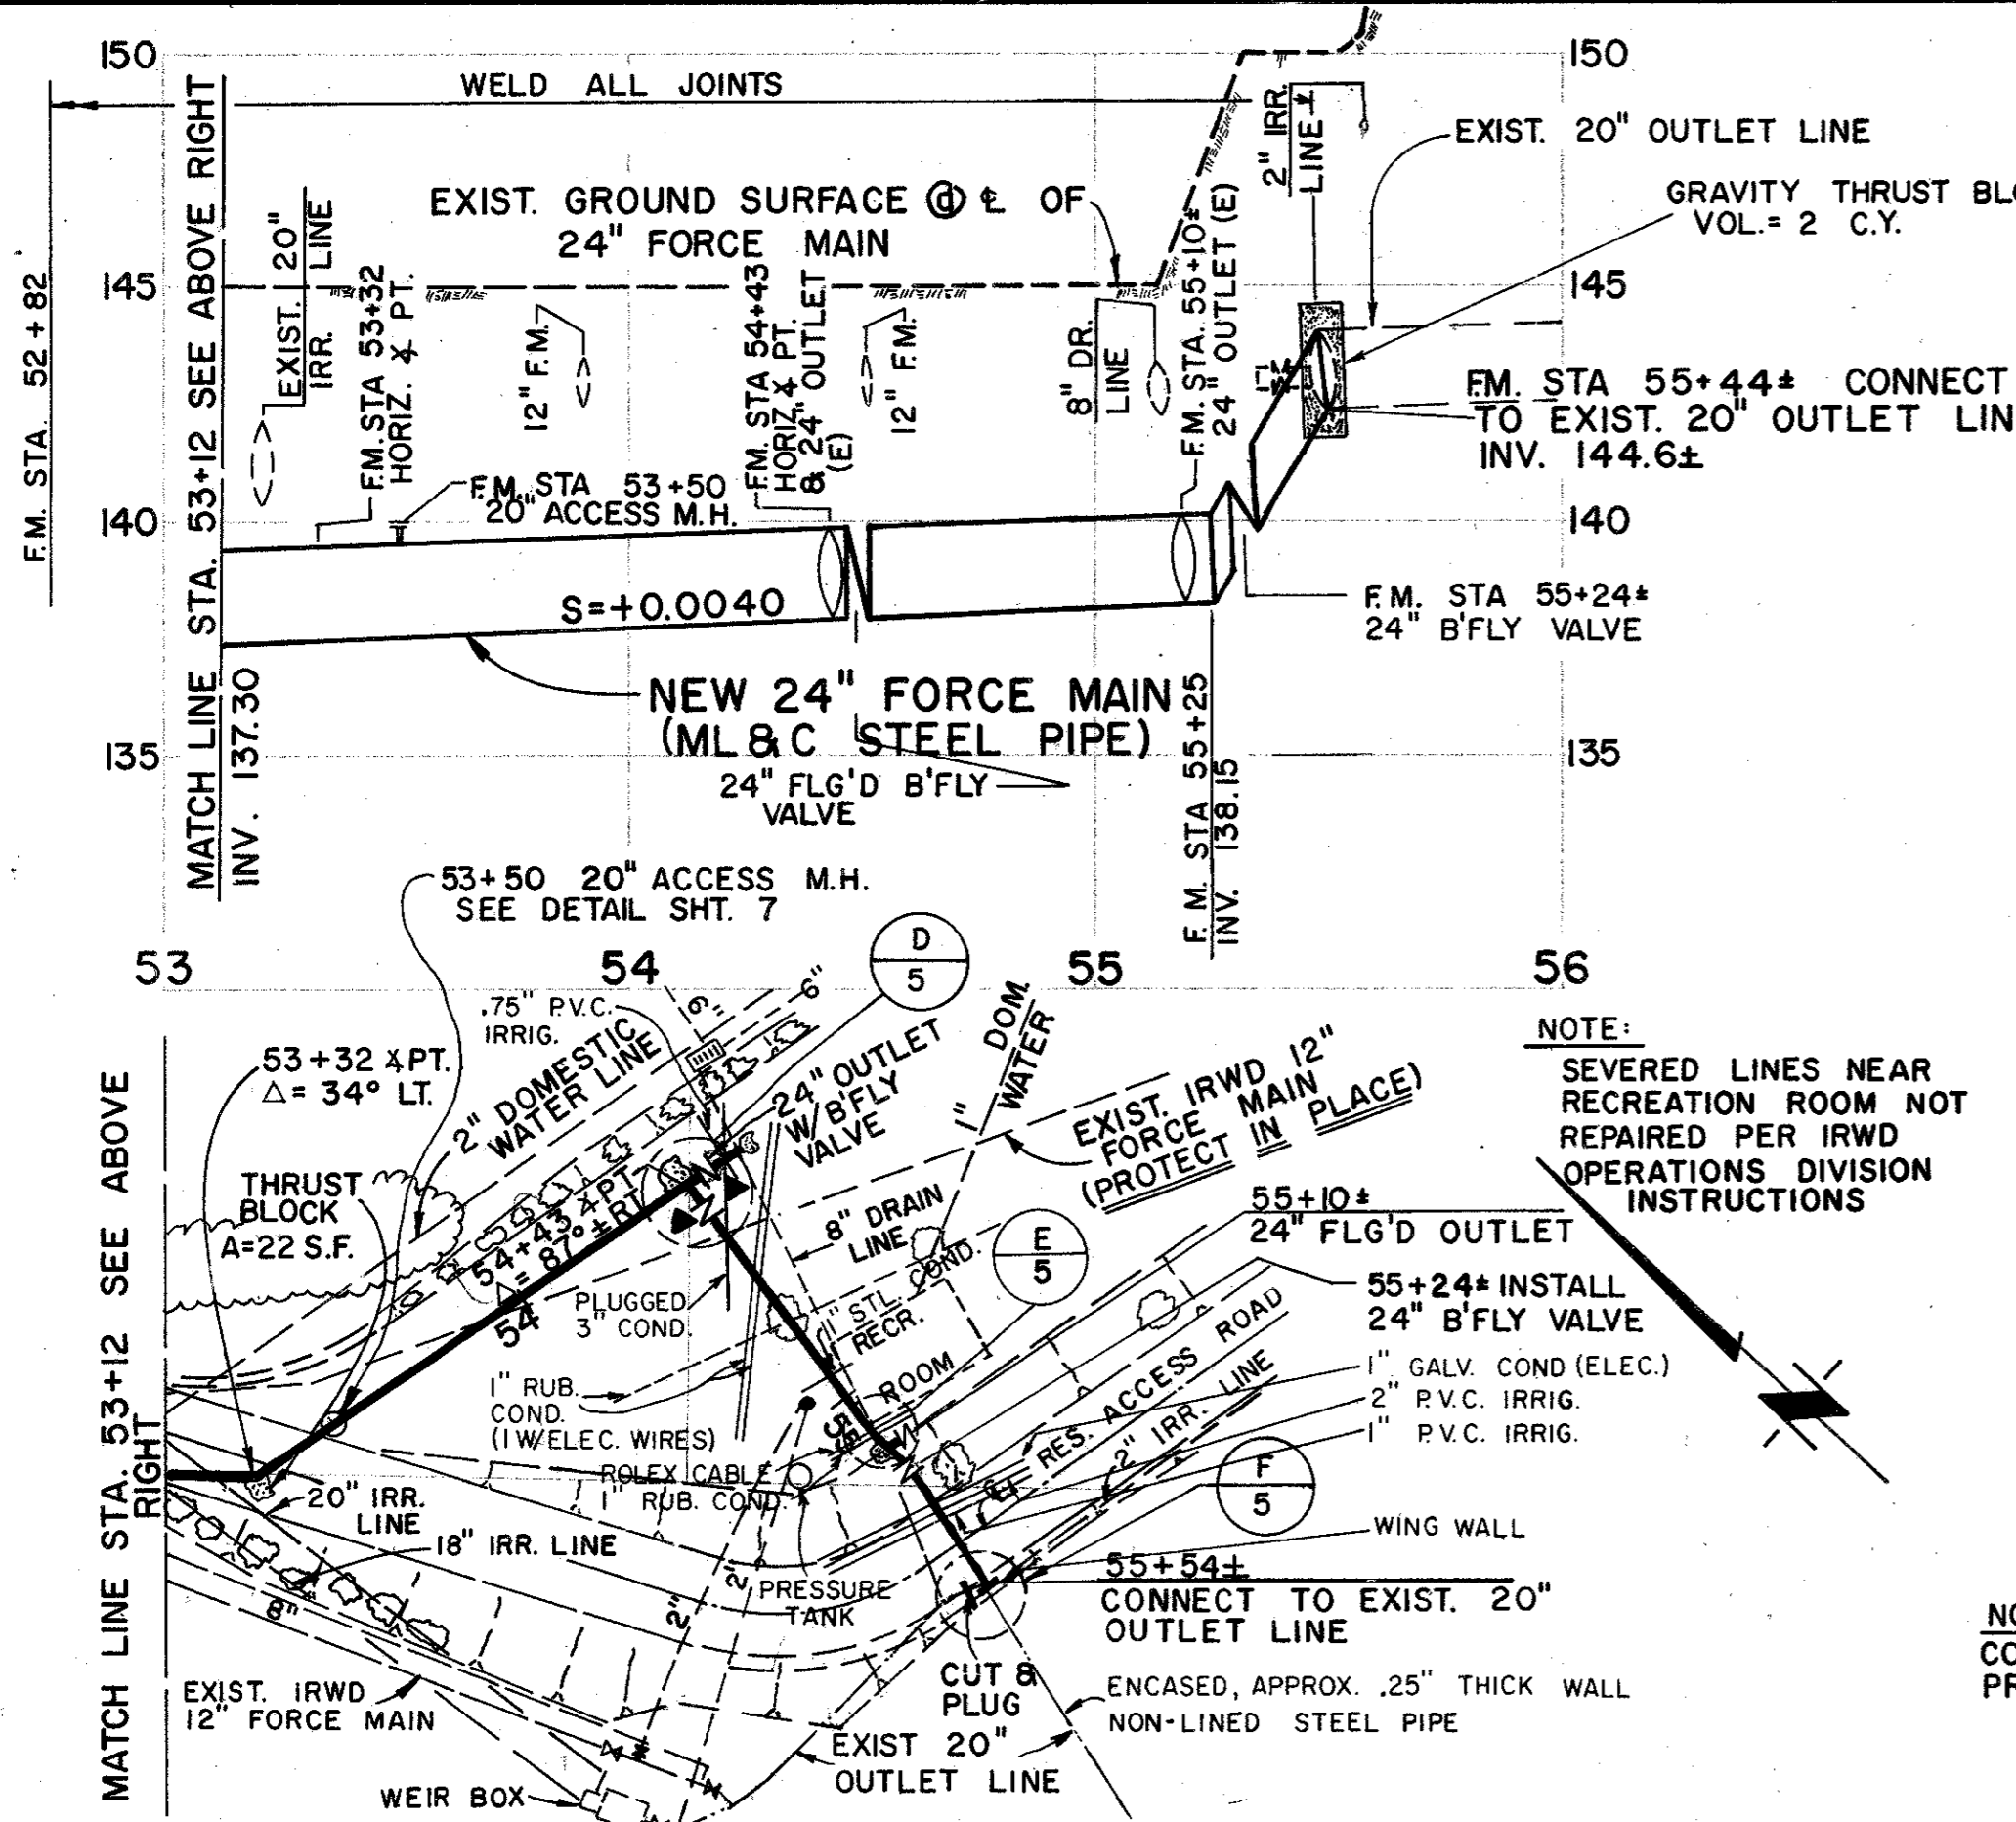 150
WELD ALL JOINTS
150
F.M. STA. 52+82
MATCH LINE STA. 53+12 SEE ABOVE RIGHT
INV. 137.30
EXIST. 20"
IRR. LINE
EXIST. GROUND SURFACE @ ℄ OF
24" FORCE MAIN
2" IRR.
LINE
EXIST. 20" OUTLET LINE
GRAVITY THRUST BLO
VOL.= 2 C.Y.
145
145
F.M. STA 53+32
HORIZ. ∡ PT.
12" F.M.
F.M. STA 54+43
HORIZ ∡ PT.
& 24" OUTLET
(E)
12" F.M.
8" DR.
LINE
F.M. STA. 55+10±
24" OUTLET (E)
F.M. STA 55+44± CONNECT
TO EXIST. 20" OUTLET LIN
INV. 144.6±
F.M. STA 53+50
20" ACCESS M.H.
140
140
S=+0.0040
F.M. STA 55+24±
24" B'FLY VALVE
NEW 24" FORCE MAIN
(ML&C STEEL PIPE)
135
135
24" FLG'D B'FLY
VALVE
F.M. STA 55+25
INV. 138.15
53+50 20" ACCESS M.H.
SEE DETAIL SHT. 7
53
54
55
56
D
5
.75" P.V.C.
IRRIG.
6"
6"
53+32 ∡PT.
Δ= 34° LT.
2" DOMESTIC
WATER LINE
24" OUTLET
W/ B'FLY
VALVE
1" DOM.
WATER
EXIST. IRWD 12"
FORCE MAIN
(PROTECT IN PLACE)
NOTE:
SEVERED LINES NEAR
RECREATION ROOM NOT
REPAIRED PER IRWD
OPERATIONS DIVISION
INSTRUCTIONS
MATCH LINE STA. 53+12 SEE ABOVE
RIGHT
THRUST
BLOCK
A=22 S.F.
54+43 ∡PT.
Δ= 87°± RT.
54
8" DRAIN
LINE
E
5
55+10±
24" FLG'D OUTLET
PLUGGED
3" COND.
1" STL. COND.
RECR.
ROOM
55+24± INSTALL
24" B'FLY VALVE
1" RUB.
COND.
(1 W/ELEC. WIRES)
55
RES. ACCESS ROAD
2" IRR. LINE
1" GALV. COND (ELEC.)
2" P.V.C. IRRIG.
1" P.V.C. IRRIG.
ROLEX CABLE
1" RUB. COND.
F
5
20" IRR.
LINE
18" IRR. LINE
WING WALL
8"
2"
2"
PRESSURE
TANK
55+54±
CONNECT TO EXIST. 20"
OUTLET LINE
CUT &
PLUG
EXIST. IRWD
12" FORCE MAIN
ENCASED, APPROX. .25" THICK WALL
NON-LINED STEEL PIPE
EXIST 20"
OUTLET LINE
WEIR BOX
NO
CO
PR